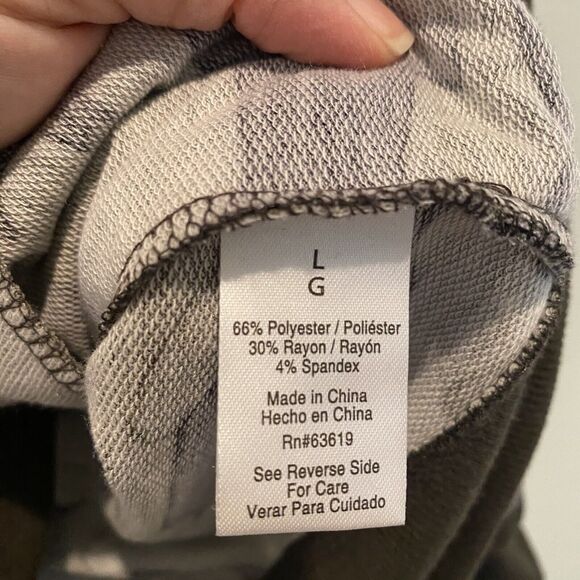 L
G
66% Polyester / Poliéster
30% Rayon / Rayón
4% Spandex
Made in China
Hecho en China
Rn#63619
See Reverse Side
For Care
Verar Para Cuidado